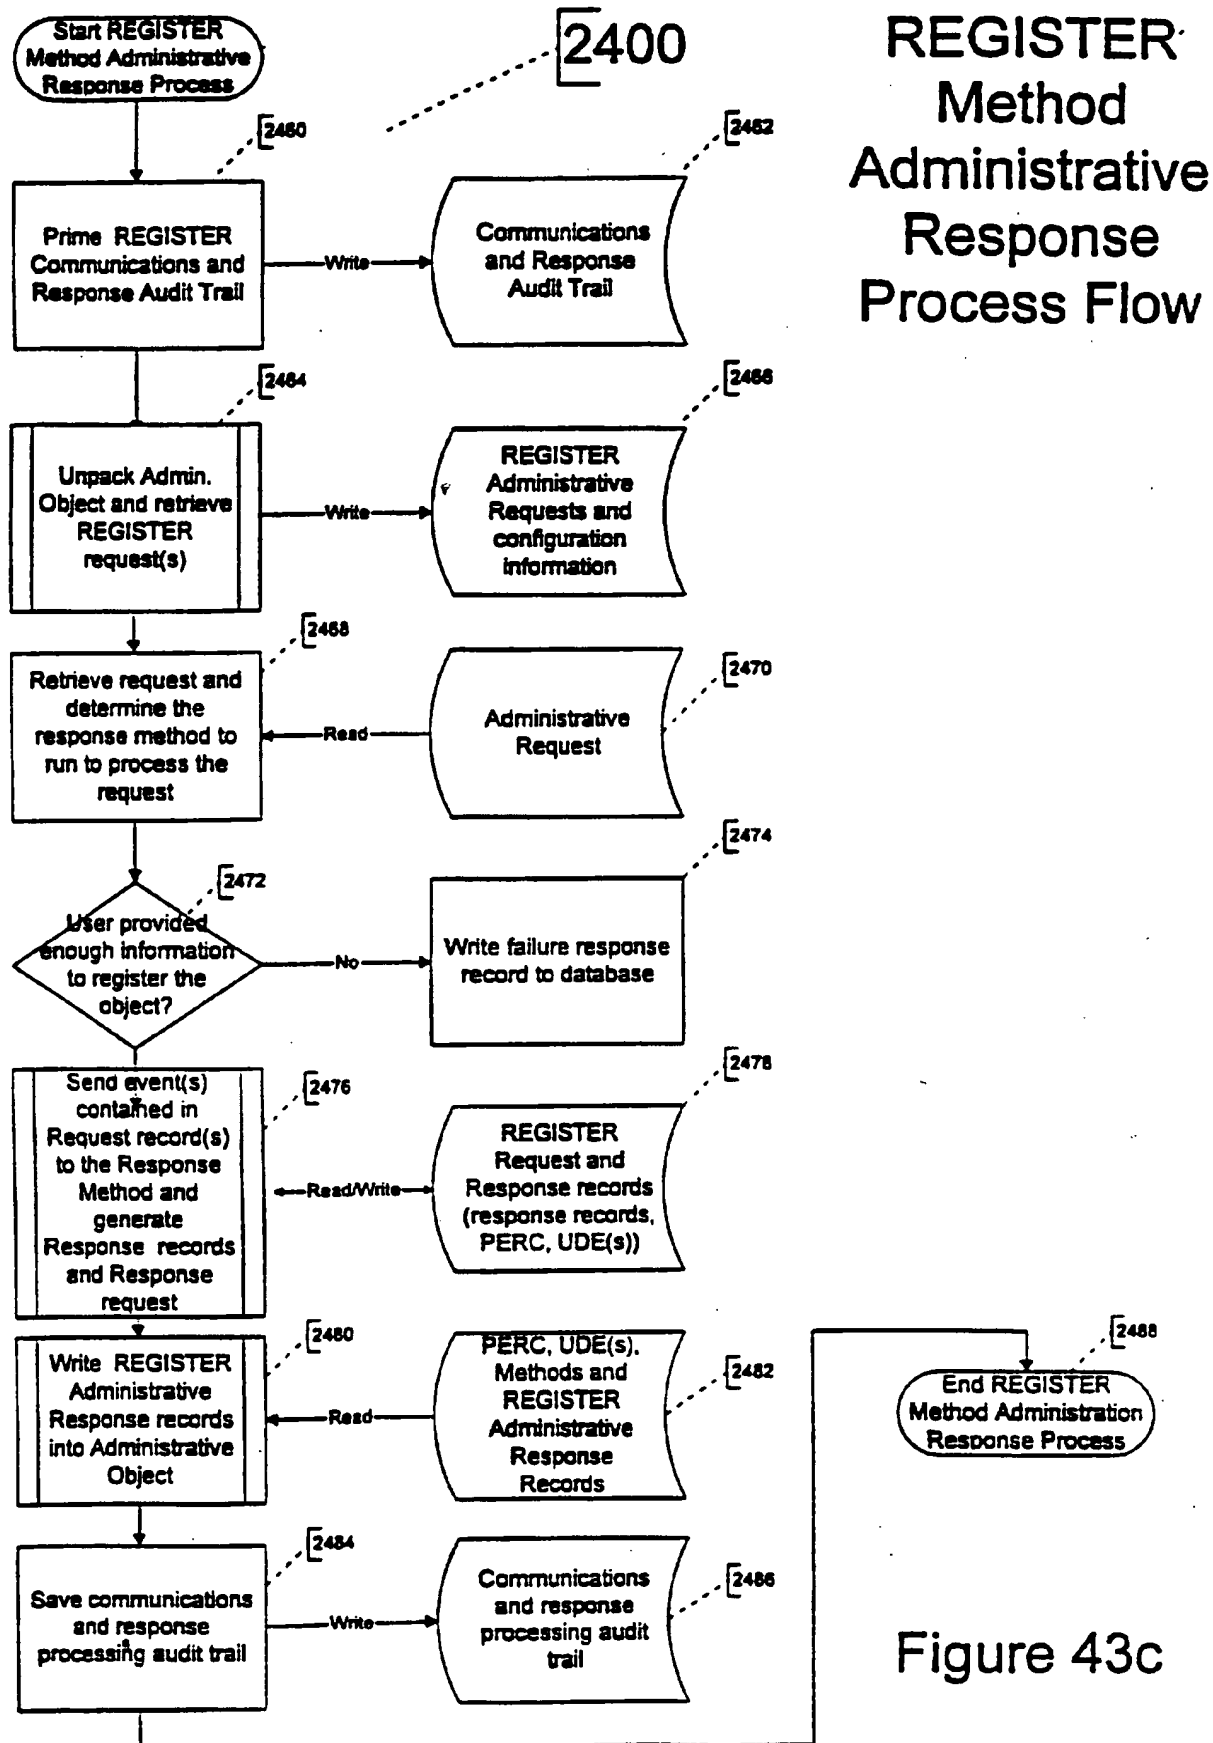 Start REGISTER
Method Administrative
Response Process
2400
REGISTER
Method
Administrative
Response
Process Flow
2460
2462
Prime REGISTER
Communications and
Response Audit Trail
Write
Communications
and Response
Audit Trail
2464
2466
Unpack Admin.
Object and retrieve
REGISTER
request(s)
Write
REGISTER
Administrative
Requests and
configuration
information
2468
2470
Retrieve request and
determine the
response method to
run to process the
request
Read
Administrative
Request
2472
2474
User provided
enough information
to register the
object?
No
Write failure response
record to database
2476
2478
Send event(s)
contained in
Request record(s)
to the Response
Method and
generate
Response records
and Response
request
Read/Write
REGISTER
Request and
Response records
(response records,
PERC, UDE(s))
2480
2482
Write REGISTER
Administrative
Response records
into Administrative
Object
Read
PERC, UDE(s),
Methods and
REGISTER
Administrative
Response
Records
2488
End REGISTER
Method Administration
Response Process
2484
2486
Save communications
and response
processing audit trail
Write
Communications
and response
processing audit
trail
Figure 43c